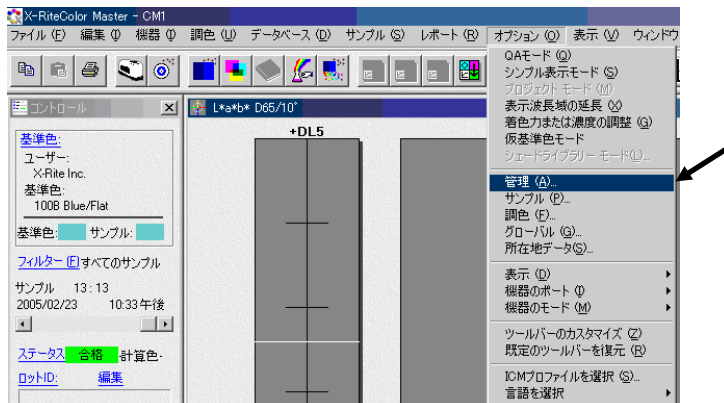 X-RiteColor Master - CM1
ファイル (F) 編集 (I) 機器 (I) 調色 (U) データベース (D) サンプル (S) レポート (R) オプション (O) 表示 (V) ウィンドウ
コントロール
L*a*b* D65/10°
+DL5
基準色:
ユーザー:
X-Rite Inc.
基準色:
100B Blue/Flat
基準色: サンプル:
フィルター (F) すべてのサンプル
サンプル 13:13
2005/02/23 10:33午後
ステータス 合格 -計算色-
ロットID: 編集
QAモード (Q)
シンプル表示モード (S)
プロジェクト モード (M)
表示波長域の延長 (X)
着色力または濃度の調整 (G)
仮基準色モード
シェードライブラリー モード(L)...
管理 (A)...
サンプル (P)...
調色 (F)...
グローバル (G)...
所在地データ(S)...
表示 (D)
機器のポート (I)
機器のモード (M)
ツールバーのカスタマイズ (Z)
既定のツールバーを復元 (R)
ICMプロファイルを選択 (S)...
言語を選択